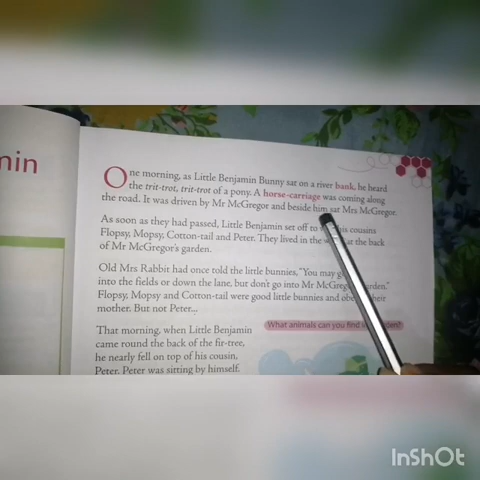 min
One morning, as Little Benjamin Bunny sat on a river bank, he heard
the trit-trot, trit-trot of a pony. A horse-carriage was coming along
the road. It was driven by Mr McGregor and beside him sat Mrs McGregor.
As soon as they had passed, Little Benjamin set off to his cousins
Flopsy, Mopsy, Cotton-tail and Peter. They lived in the at the back
of Mr McGregor's garden.
Old Mrs Rabbit had once told the little bunnies, "You may
into the fields or down the lane, but don't go into Mr McGregor's garden."
Flopsy, Mopsy and Cotton-tail were good little bunnies and their
mother. But not Peter...
That morning, when Little Benjamin
came round the back of the fir-tree,
he nearly fell on top of his cousin,
Peter. Peter was sitting by himself.
What animals can you find
InShOt